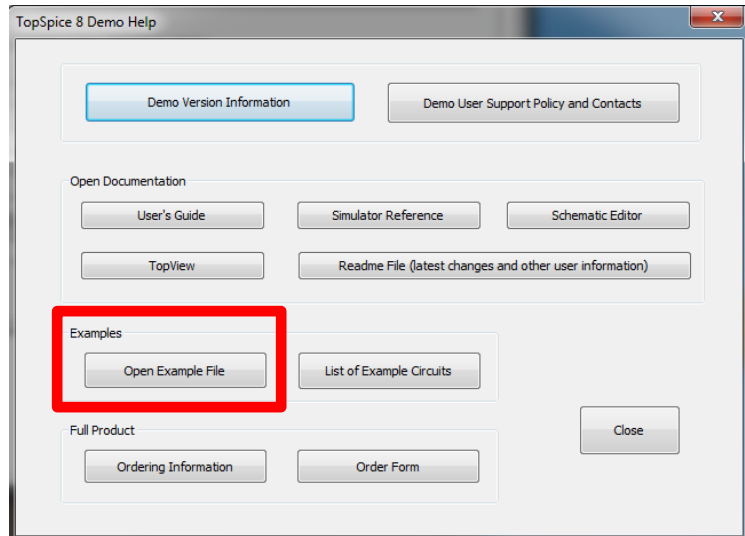 TopSpice 8 Demo Help
Demo Version Information
Demo User Support Policy and Contacts
Open Documentation
User's Guide
Simulator Reference
Schematic Editor
TopView
Readme File (latest changes and other user information)
Examples
Open Example File
List of Example Circuits
Full Product
Close
Ordering Information
Order Form